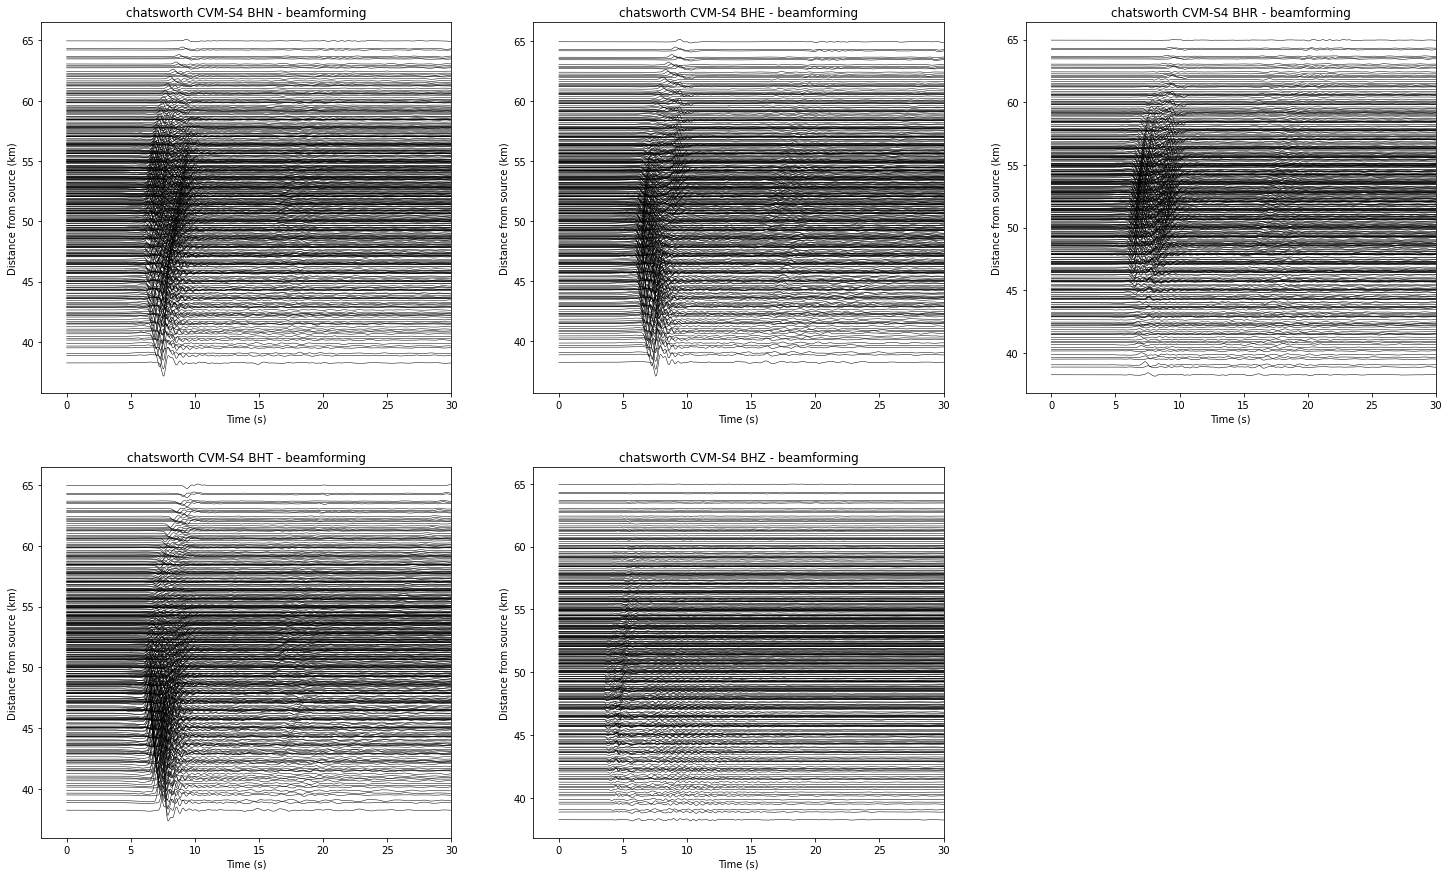 chatsworth CVM-S4 BHN - beamforming
Distance from source (km)
65
60
55
50
45
40
0 5 10 15 20 25 30
Time (s)
chatsworth CVM-S4 BHE - beamforming
Distance from source (km)
65
60
55
50
45
40
0 5 10 15 20 25 30
Time (s)
chatsworth CVM-S4 BHR - beamforming
Distance from source (km)
65
60
55
50
45
40
0 5 10 15 20 25 30
Time (s)
chatsworth CVM-S4 BHT - beamforming
Distance from source (km)
65
60
55
50
45
40
0 5 10 15 20 25 30
Time (s)
chatsworth CVM-S4 BHZ - beamforming
Distance from source (km)
65
60
55
50
45
40
0 5 10 15 20 25 30
Time (s)